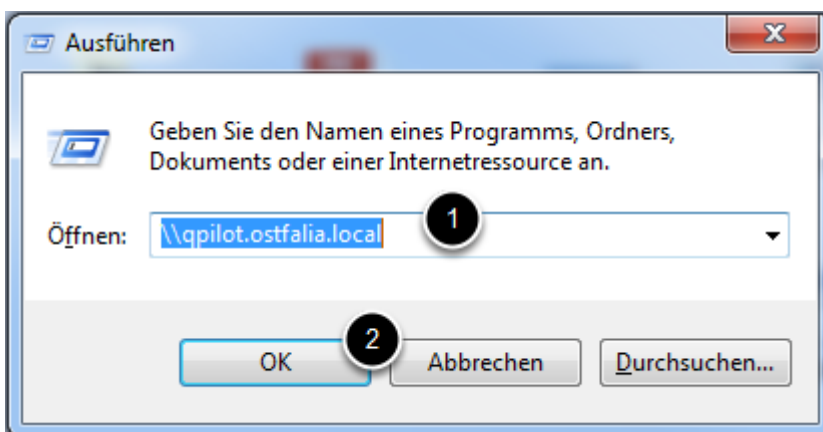 Ausführen
Geben Sie den Namen eines Programms, Ordners,
Dokuments oder einer Internetressource an.
Öffnen: \\qpilot.ostfalia.local 1
2
OK Abbrechen Durchsuchen...